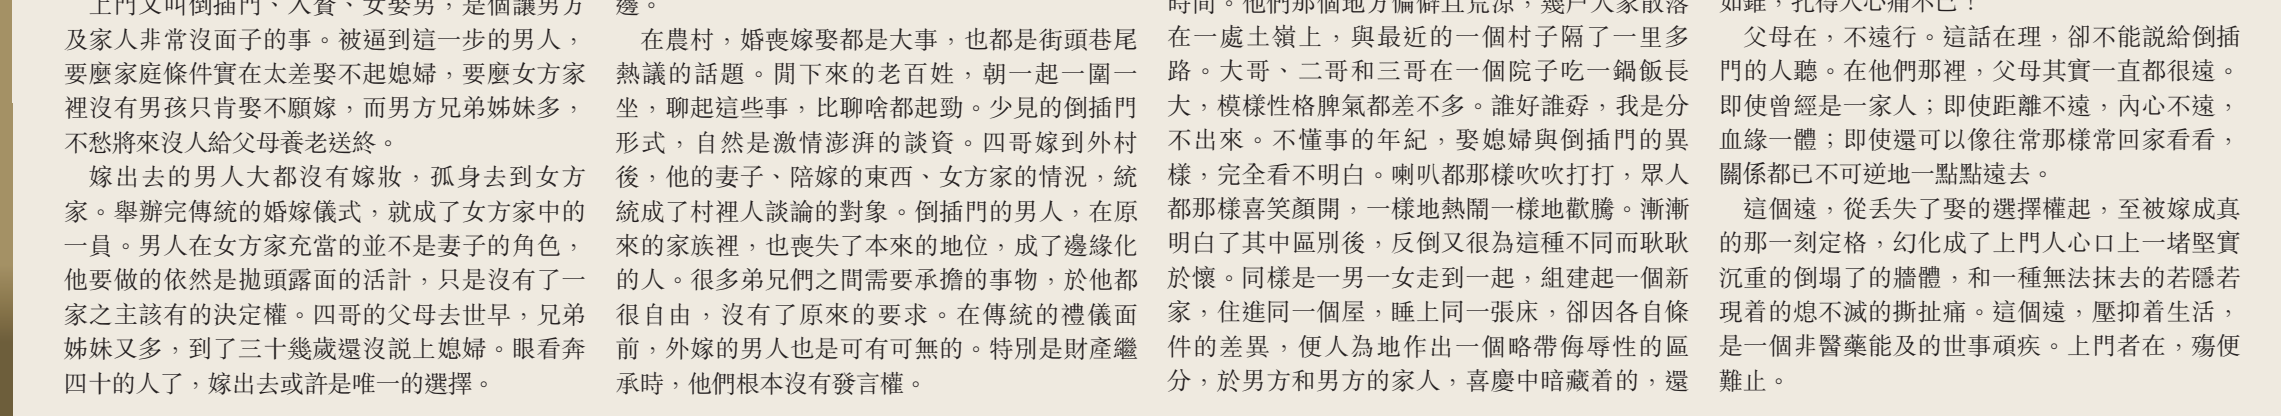 上門又叫倒插門、入贅、女娶男，是個讓男方
及家人非常沒面子的事。被逼到這一步的男人，
要麼家庭條件實在太差娶不起媳婦，要麼女方家
裡沒有男孩只肯娶不願嫁，而男方兄弟姊妹多，
不愁將來沒人給父母養老送終。
嫁出去的男人大都沒有嫁妝，孤身去到女方
家。舉辦完傳統的婚嫁儀式，就成了女方家中的
一員。男人在女方家充當的並不是妻子的角色，
他要做的依然是拋頭露面的活計，只是沒有了一
家之主該有的決定權。四哥的父母去世早，兄弟
姊妹又多，到了三十幾歲還沒説上媳婦。眼看奔
四十的人了，嫁出去或許是唯一的選擇。
邊。
在農村，婚喪嫁娶都是大事，也都是街頭巷尾
熱議的話題。閒下來的老百姓，朝一起一圍一
坐，聊起這些事，比聊啥都起勁。少見的倒插門
形式，自然是激情澎湃的談資。四哥嫁到外村
後，他的妻子、陪嫁的東西、女方家的情況，統
統成了村裡人談論的對象。倒插門的男人，在原
來的家族裡，也喪失了本來的地位，成了邊緣化
的人。很多弟兄們之間需要承擔的事物，於他都
很自由，沒有了原來的要求。在傳統的禮儀面
前，外嫁的男人也是可有可無的。特別是財產繼
承時，他們根本沒有發言權。
時間。他們那個地方偏僻且荒涼，幾戶人家散落
在一處土嶺上，與最近的一個村子隔了一里多
路。大哥、二哥和三哥在一個院子吃一鍋飯長
大，模樣性格脾氣都差不多。誰好誰孬，我是分
不出來。不懂事的年紀，娶媳婦與倒插門的異
樣，完全看不明白。喇叭都那樣吹吹打打，眾人
都那樣喜笑顏開，一樣地熱鬧一樣地歡騰。漸漸
明白了其中區別後，反倒又很為這種不同而耿耿
於懷。同樣是一男一女走到一起，組建起一個新
家，住進同一個屋，睡上同一張床，卻因各自條
件的差異，便人為地作出一個略帶侮辱性的區
分，於男方和男方的家人，喜慶中暗藏着的，還
如錐，扎得人心痛不已！
父母在，不遠行。這話在理，卻不能説給倒插
門的人聽。在他們那裡，父母其實一直都很遠。
即使曾經是一家人；即使距離不遠，內心不遠，
血緣一體；即使還可以像往常那樣常回家看看，
關係都已不可逆地一點點遠去。
這個遠，從丢失了娶的選擇權起，至被嫁成真
的那一刻定格，幻化成了上門人心口上一堵堅實
沉重的倒塌了的牆體，和一種無法抹去的若隱若
現着的熄不滅的撕扯痛。這個遠，壓抑着生活，
是一個非醫藥能及的世事頑疾。上門者在，殤便
難止。